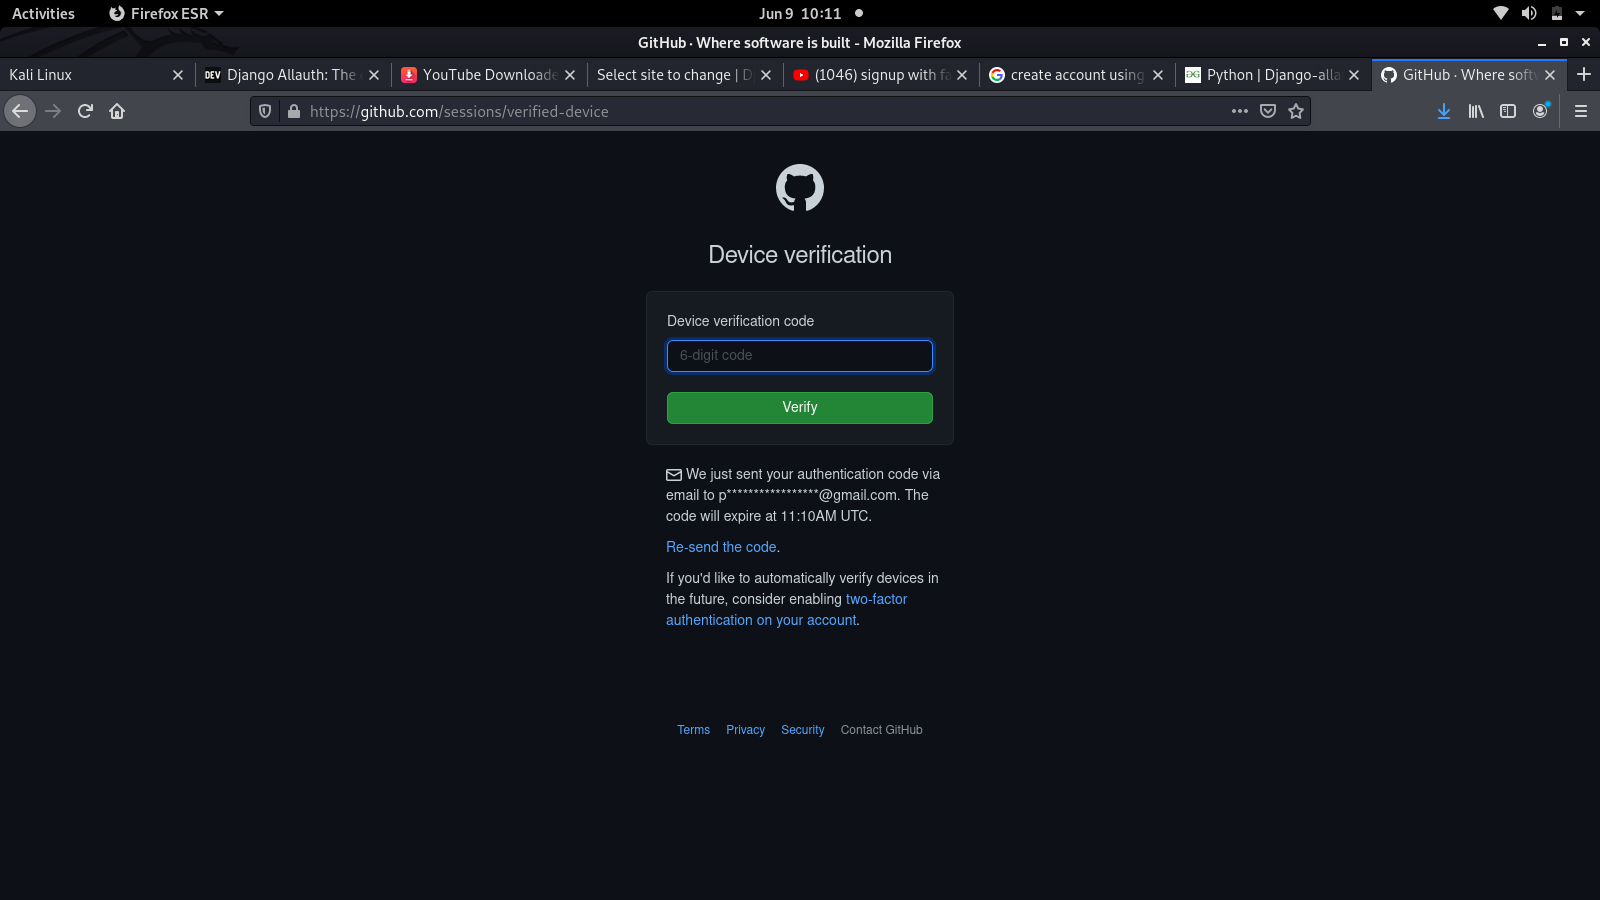 Activities
Firefox ESR
Jun 9 10:11
GitHub · Where software is built - Mozilla Firefox
Kali Linux
DEV Django Allauth: The
YouTube Downloade
Select site to change | D
(1046) signup with fa
create account using
Python | Django-alla
GitHub · Where softw
https://github.com/sessions/verified-device
Device verification
Device verification code
6-digit code
Verify
We just sent your authentication code via
email to p*****************@gmail.com. The
code will expire at 11:10AM UTC.
Re-send the code.
If you'd like to automatically verify devices in
the future, consider enabling two-factor
authentication on your account.
Terms Privacy Security Contact GitHub